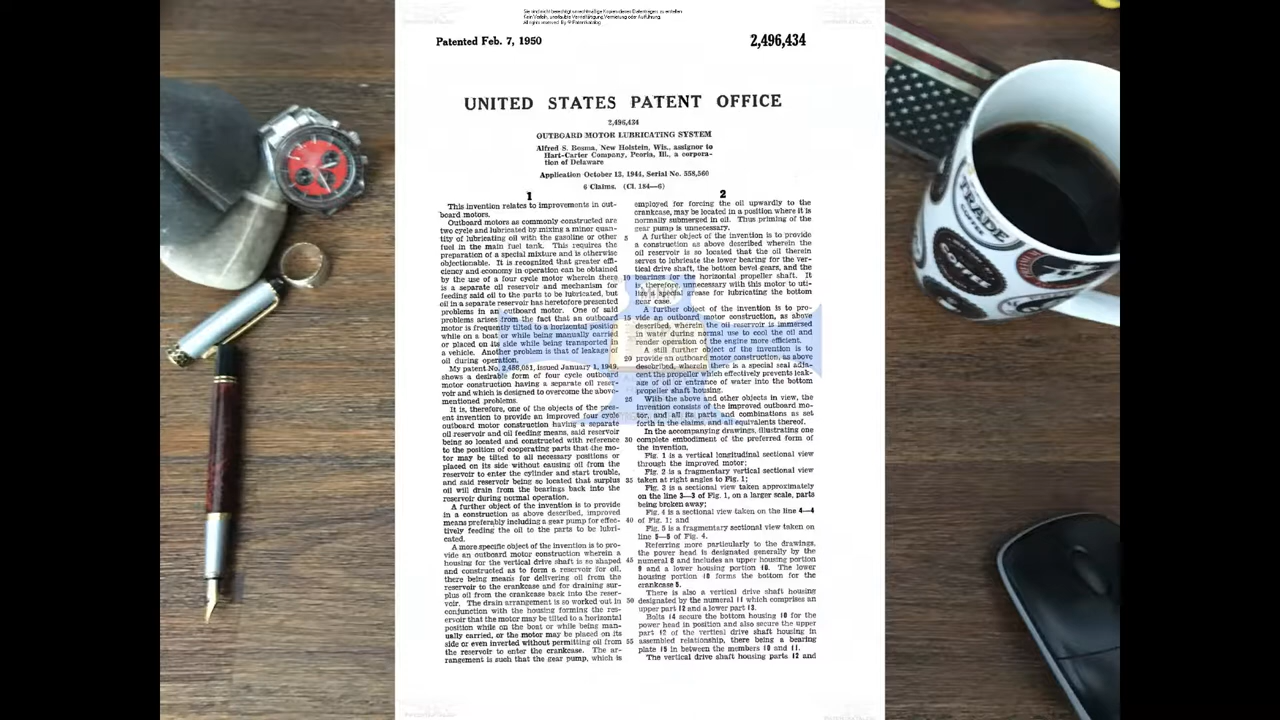 Sie sind nicht berechtigt unrechtmäßige Kopien dieses Datenträgers zu erstellen
Kein Verleih, unerlaubte Vervielfältigung, Vermietung oder Aufführung.
All rights reserved. By © Patentkatalog
Patented Feb. 7, 1950
2,496,434
UNITED STATES PATENT OFFICE
2,496,434
OUTBOARD MOTOR LUBRICATING SYSTEM
Alfred S. Bosma, New Holstein, Wis., assignor to
Hart-Carter Company, Peoria, Ill., a corpora-
tion of Delaware
Application October 13, 1944, Serial No. 558,560
6 Claims. (Cl. 184—6)
1
This invention relates to improvements in out-
board motors.
Outboard motors as commonly constructed are
two cycle and lubricated by mixing a minor quan-
tity of lubricating oil with the gasoline or other
fuel in the main fuel tank. This requires the
preparation of a special mixture and is otherwise
objectionable. It is recognized that greater effi-
ciency and economy in operation can be obtained
by the use of a four cycle motor wherein there
is a separate oil reservoir and mechanism for
feeding said oil to the parts to be lubricated, but
oil in a separate reservoir has heretofore presented
problems in an outboard motor. One of said
problems arises from the fact that an outboard
motor is frequently tilted to a horizontal position
while on a boat or while being manually carried
or placed on its side while being transported in
a vehicle. Another problem is that of leakage of
oil during operation.
My patent No. 2,458,051, issued January 1, 1949,
shows a desirable form of four cycle outboard
motor construction having a separate oil reser-
voir and which is designed to overcome the above-
mentioned problems.
It is, therefore, one of the objects of the pres-
ent invention to provide an improved four cycle
outboard motor construction having a separate
oil reservoir and oil feeding means, said reservoir
being so located and constructed with reference
to the position of cooperating parts that the mo-
tor may be tilted to all necessary positions or
placed on its side without causing oil from the
reservoir to enter the cylinder and start trouble,
and said reservoir being so located that surplus
oil will drain from the bearings back into the
reservoir during normal operation.
A further object of the invention is to provide
in a construction as above described, improved
means preferably including a gear pump for effec-
tively feeding the oil to the parts to be lubri-
cated.
A more specific object of the invention is to pro-
vide an outboard motor construction wherein a
housing for the vertical drive shaft is so shaped
and constructed as to form a reservoir for oil,
there being means for delivering oil from the
reservoir to the crankcase and for draining sur-
plus oil from the crankcase back into the reser-
voir. The drain arrangement is so worked out in
conjunction with the housing forming the res-
ervoir that the motor may be tilted to a horizontal
position while on the boat or while being man-
ually carried, or the motor may be placed on its
side or even inverted without permitting oil from
the reservoir to enter the crankcase. The ar-
rangement is such that the gear pump, which is
2
employed for forcing the oil upwardly to the
crankcase, may be located in a position where it is
normally submerged in oil. Thus priming of the
gear pump is unnecessary.
5 A further object of the invention is to provide
a construction as above described wherein the
oil reservoir is so located that the oil therein
serves to lubricate the lower bearing for the ver-
tical drive shaft, the bottom bevel gears, and the
10 bearings for the horizontal propeller shaft. It
is, therefore, unnecessary with this motor to uti-
lize a special grease for lubricating the bottom
gear case.
A further object of the invention is to pro-
15 vide an outboard motor construction, as above
described, wherein the oil reservoir is immersed
in water during normal use to cool the oil and
render operation of the engine more efficient.
A still further object of the invention is to
20 provide an outboard motor construction, as above
described, wherein there is a special seal adja-
cent the propeller which effectively prevents leak-
age of oil or entrance of water into the bottom
propeller shaft housing.
25 With the above and other objects in view, the
invention consists of the improved outboard mo-
tor, and all its parts and combinations as set
forth in the claims, and all equivalents thereof.
In the accompanying drawings, illustrating one
30 complete embodiment of the preferred form of
the invention.
Fig. 1 is a vertical longitudinal sectional view
through the improved motor;
Fig. 2 is a fragmentary vertical sectional view
35 taken at right angles to Fig. 1;
Fig. 3 is a sectional view taken approximately
on the line 3—3 of Fig. 1, on a larger scale, parts
being broken away;
Fig. 4 is a sectional view taken on the line 4—4
40 of Fig. 1; and
Fig. 5 is a fragmentary sectional view taken on
line 5—5 of Fig. 4.
Referring more particularly to the drawings,
the power head is designated generally by the
45 numeral 8 and includes an upper housing portion
9 and a lower housing portion 10. The lower
housing portion 10 forms the bottom for the
crankcase 5.
There is also a vertical drive shaft housing
50 designated by the numeral 11 which comprises an
upper part 12 and a lower part 13.
Bolts 14 secure the bottom housing 10 for the
power head in position and also secure the upper
part 12 of the vertical drive shaft housing in
55 assembled relationship, there being a bearing
plate 15 in between the members 10 and 11.
The vertical drive shaft housing parts 12 and
TRADE